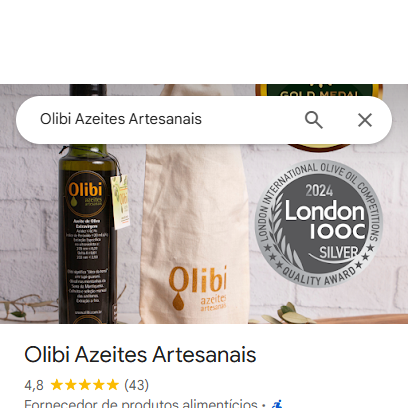 GOLD MEDAL
Olibi Azeites Artesanais
Olibi
azeites
artesanais
Azeite de Oliva
Extravirgem
Olibi
azeites
artesanais
LONDON INTERNATIONAL OLIVE OIL COMPETITIONS
2024
London
IOOC
SILVER
QUALITY AWARD
Olibi Azeites Artesanais
4,8 (43)
Fornecedor de produtos alimentícios ·